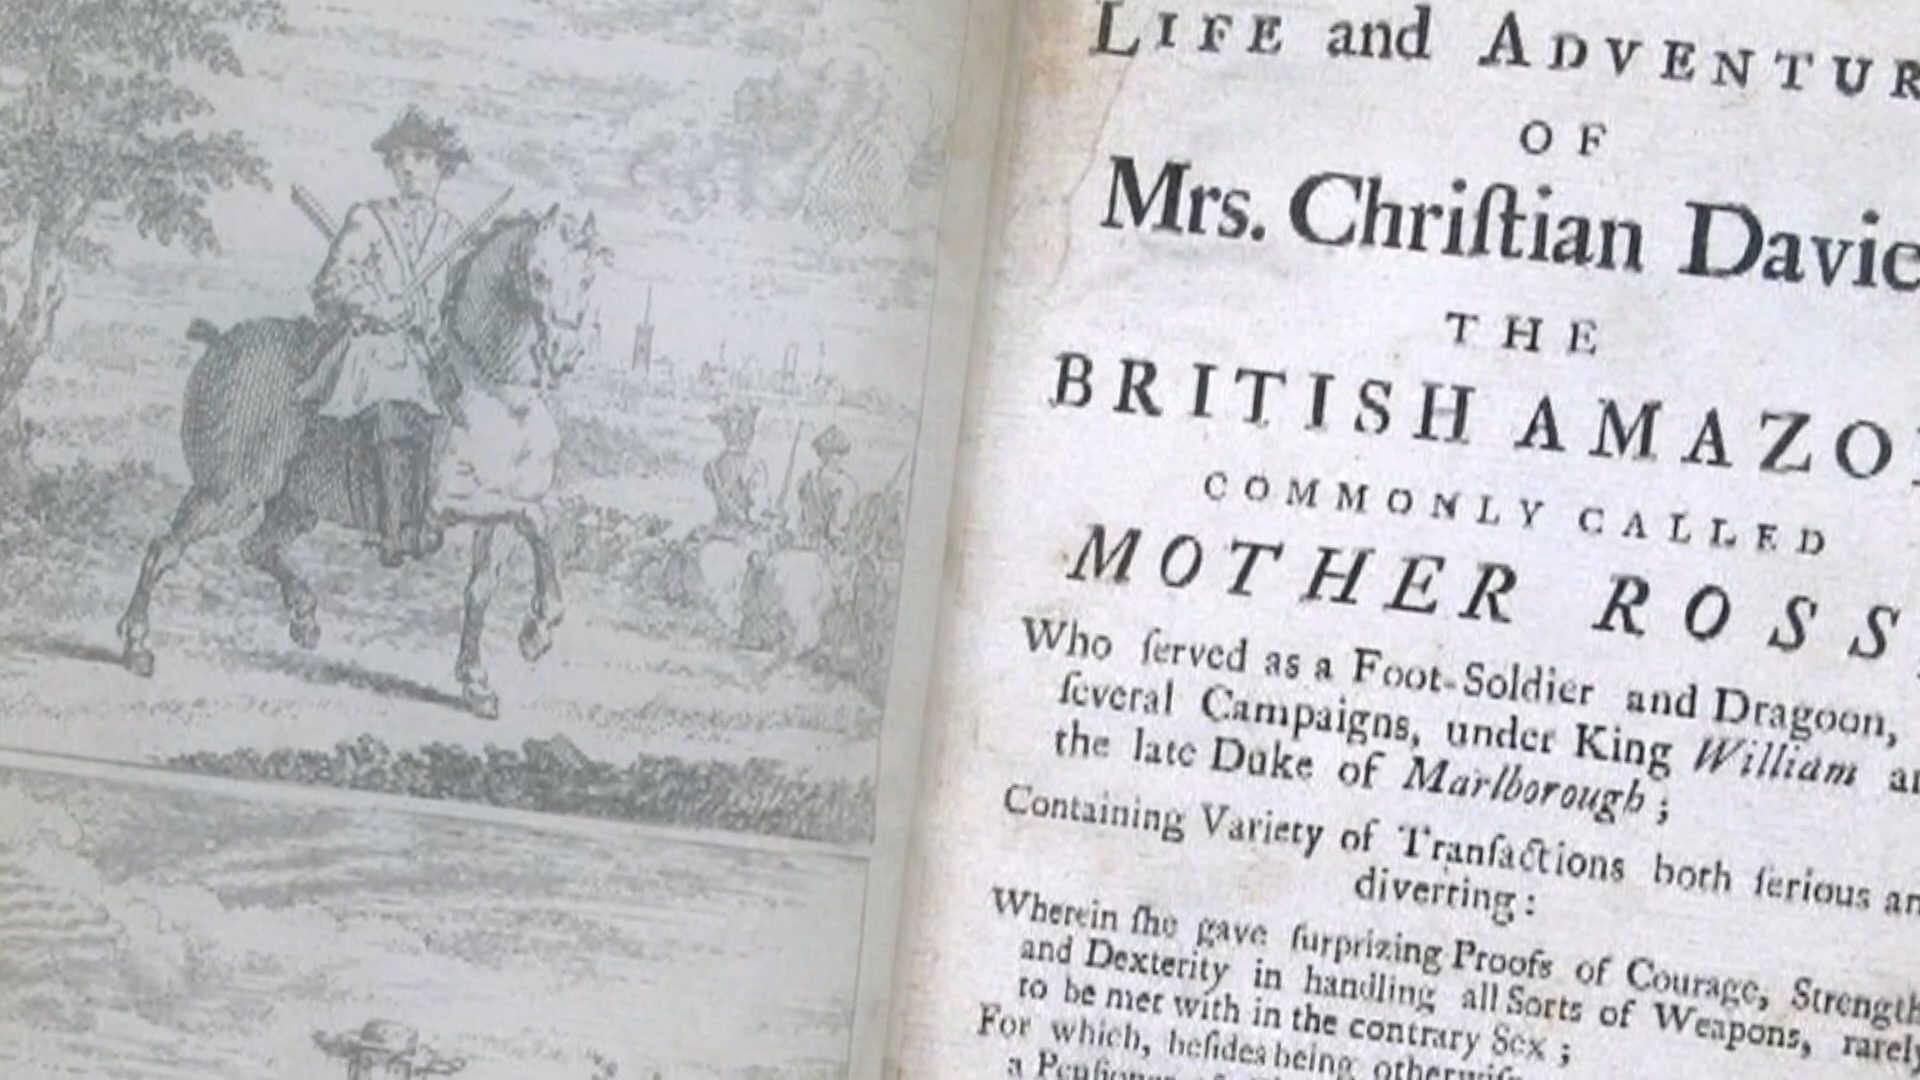 LIFE and ADVENTUR
OF
Mrs. Chriſtian Davie
THE
BRITISH AMAZO
COMMONLY CALLED
MOTHER ROSS
Who ſerved as a Foot-Soldier and Dragoon,
ſeveral Campaigns, under King William an
the late Duke of Marlborough;
Containing Variety of Tranſactions both ſerious an
diverting:
Wherein ſhe gave ſurprizing Proofs of Courage, Strength
and Dexterity in handling all Sorts of Weapons, rarely
to be met with in the contrary Sex;
For which, beſides being otherwiſe
a Penſioner